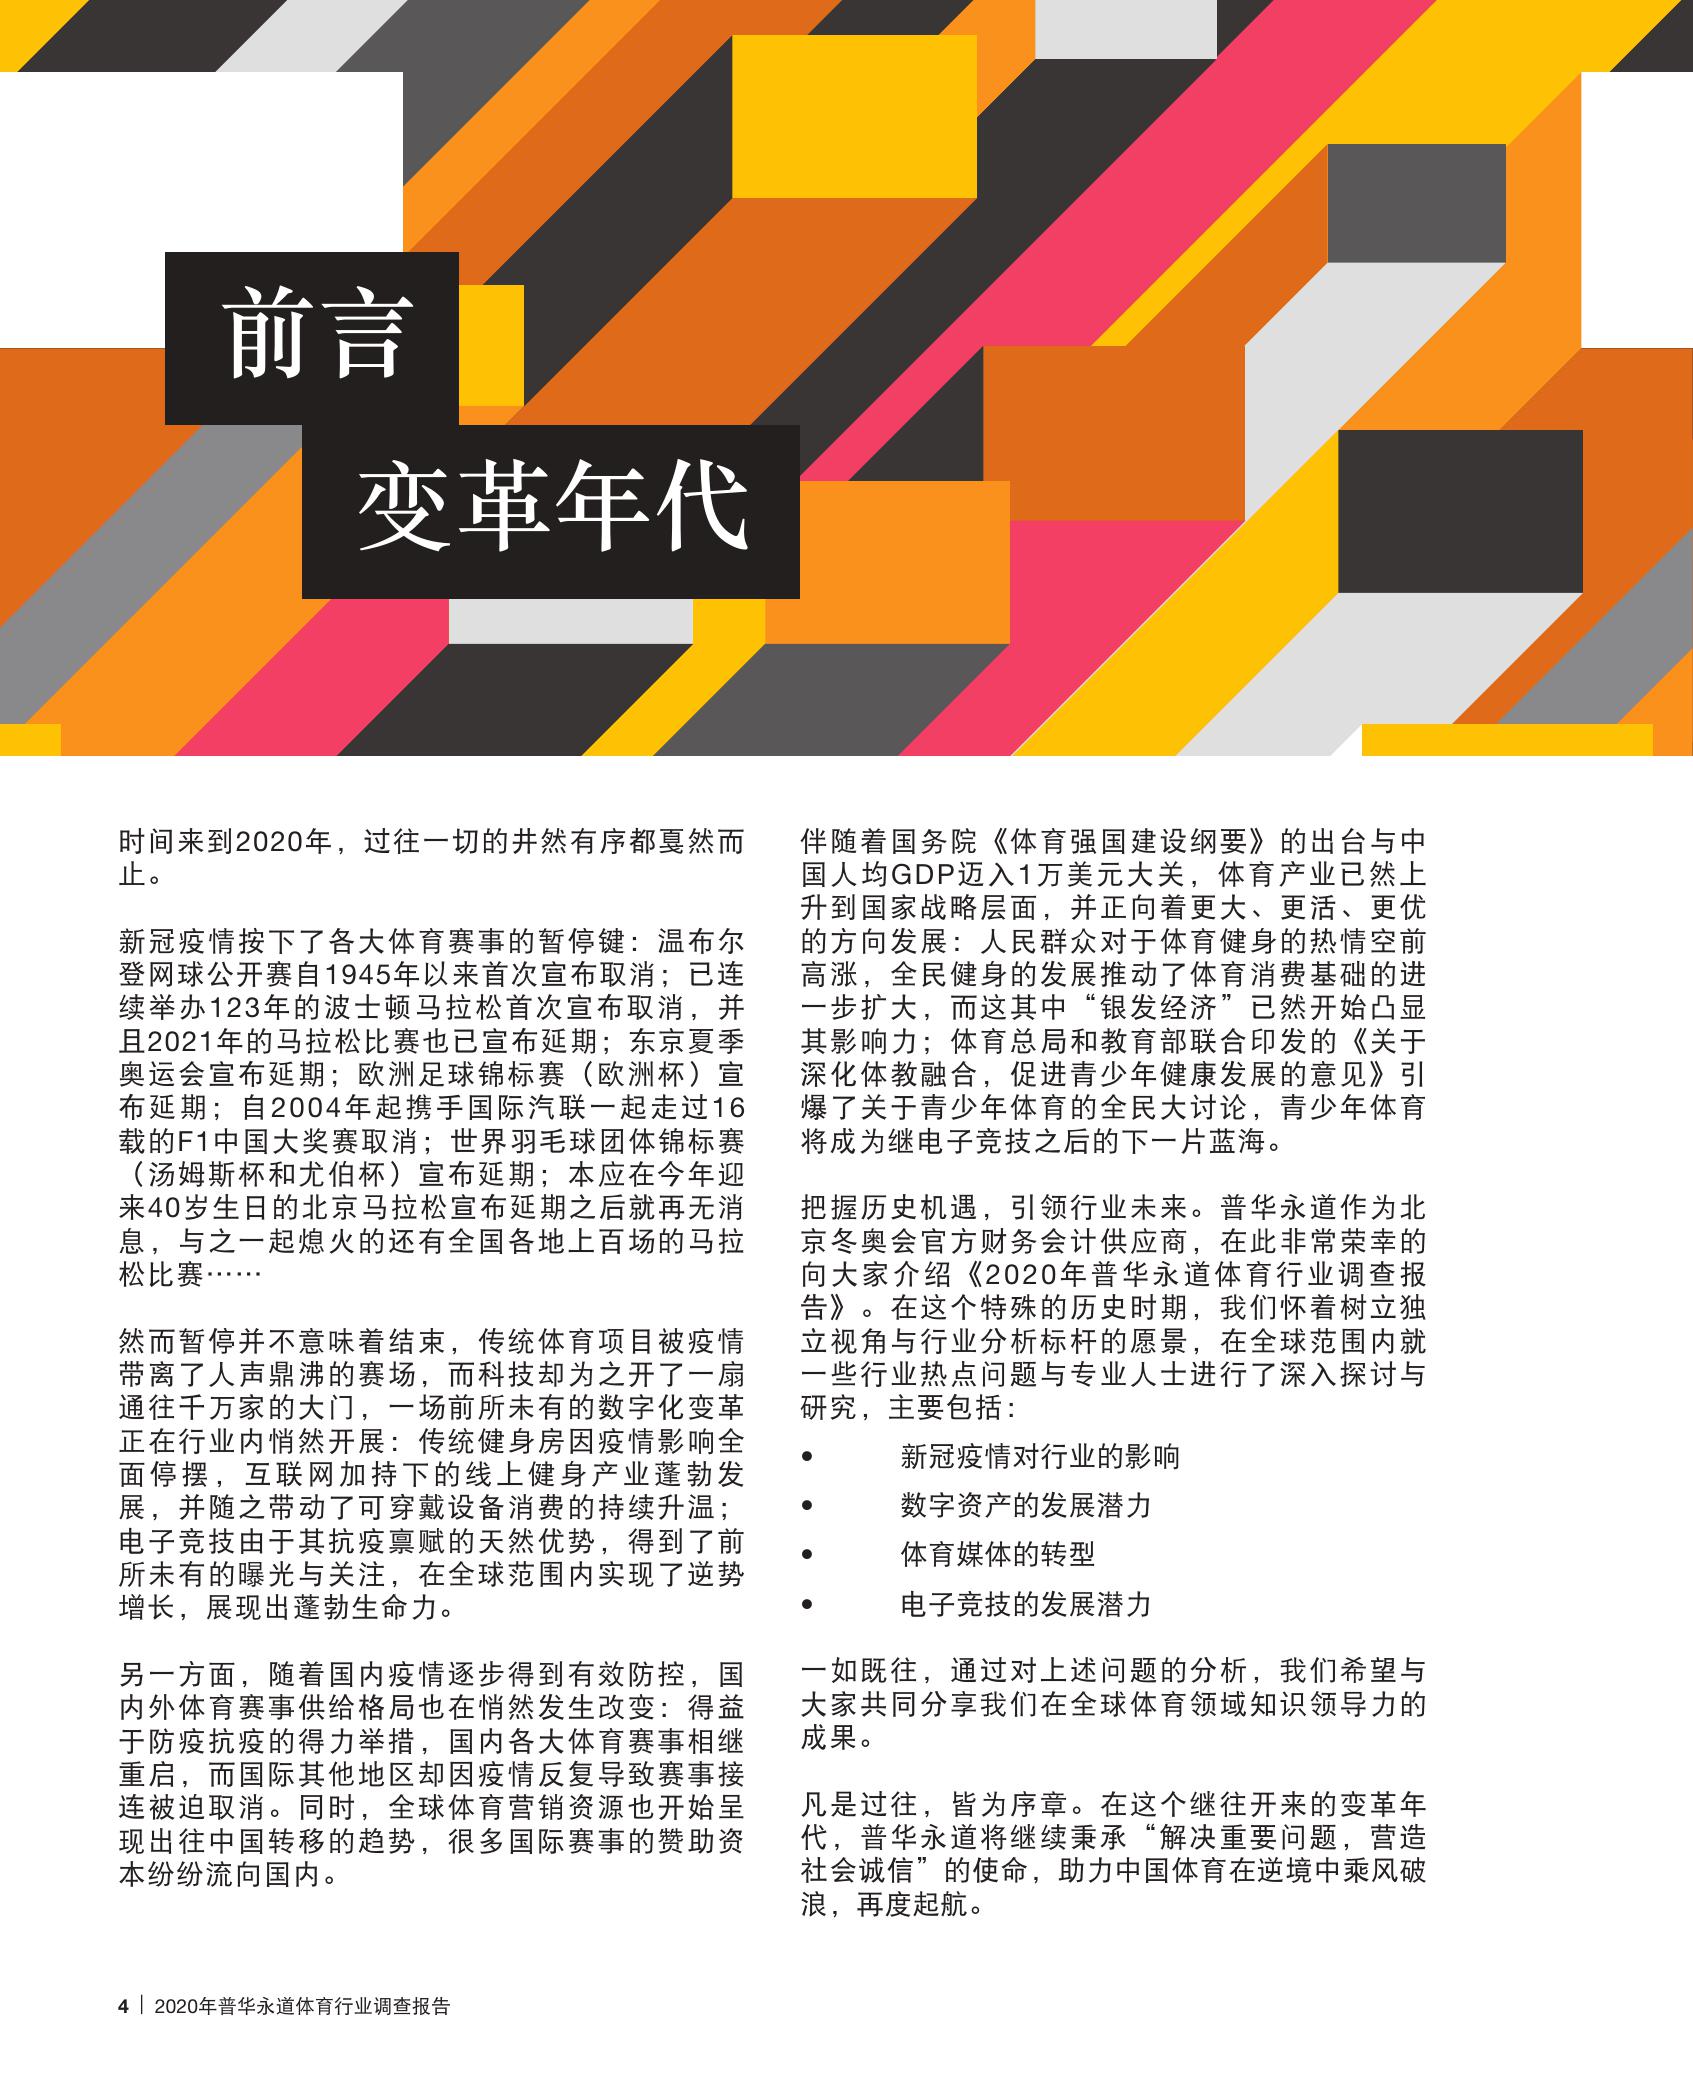 前言
变革年代
时间来到2020年，过往一切的井然有序都戛然而
止。
新冠疫情按下了各大体育赛事的暂停键：温布尔
登网球公开赛自1945年以来首次宣布取消；已连
续举办123年的波士顿马拉松首次宣布取消，并
且2021年的马拉松比赛也已宣布延期；东京夏季
奥运会宣布延期；欧洲足球锦标赛（欧洲杯）宣
布延期；自2004年起携手国际汽联一起走过16
载的F1中国大奖赛取消；世界羽毛球团体锦标赛
（汤姆斯杯和尤伯杯）宣布延期；本应在今年迎
来40岁生日的北京马拉松宣布延期之后就再无消
息，与之一起熄火的还有全国各地上百场的马拉
松比赛……
然而暂停并不意味着结束，传统体育项目被疫情
带离了人声鼎沸的赛场，而科技却为之开了一扇
通往千万家的大门，一场前所未有的数字化变革
正在行业内悄然开展：传统健身房因疫情影响全
面停摆，互联网加持下的线上健身产业蓬勃发
展，并随之带动了可穿戴设备消费的持续升温；
电子竞技由于其抗疫禀赋的天然优势，得到了前
所未有的曝光与关注，在全球范围内实现了逆势
增长，展现出蓬勃生命力。
另一方面，随着国内疫情逐步得到有效防控，国
内外体育赛事供给格局也在悄然发生改变：得益
于防疫抗疫的得力举措，国内各大体育赛事相继
重启，而国际其他地区却因疫情反复导致赛事接
连被迫取消。同时，全球体育营销资源也开始呈
现出往中国转移的趋势，很多国际赛事的赞助资
本纷纷流向国内。
伴随着国务院《体育强国建设纲要》的出台与中
国人均GDP迈入1万美元大关，体育产业已然上
升到国家战略层面，并正向着更大、更活、更优
的方向发展：人民群众对于体育健身的热情空前
高涨，全民健身的发展推动了体育消费基础的进
一步扩大，而这其中“银发经济”已然开始凸显
其影响力；体育总局和教育部联合印发的《关于
深化体教融合，促进青少年健康发展的意见》引
爆了关于青少年体育的全民大讨论，青少年体育
将成为继电子竞技之后的下一片蓝海。
把握历史机遇，引领行业未来。普华永道作为北
京冬奥会官方财务会计供应商，在此非常荣幸的
向大家介绍《2020年普华永道体育行业调查报
告》。在这个特殊的历史时期，我们怀着树立独
立视角与行业分析标杆的愿景，在全球范围内就
一些行业热点问题与专业人士进行了深入探讨与
研究，主要包括：
• 新冠疫情对行业的影响
• 数字资产的发展潜力
• 体育媒体的转型
• 电子竞技的发展潜力
一如既往，通过对上述问题的分析，我们希望与
大家共同分享我们在全球体育领域知识领导力的
成果。
凡是过往，皆为序章。在这个继往开来的变革年
代，普华永道将继续秉承“解决重要问题，营造
社会诚信”的使命，助力中国体育在逆境中乘风破
浪，再度起航。
4 | 2020年普华永道体育行业调查报告